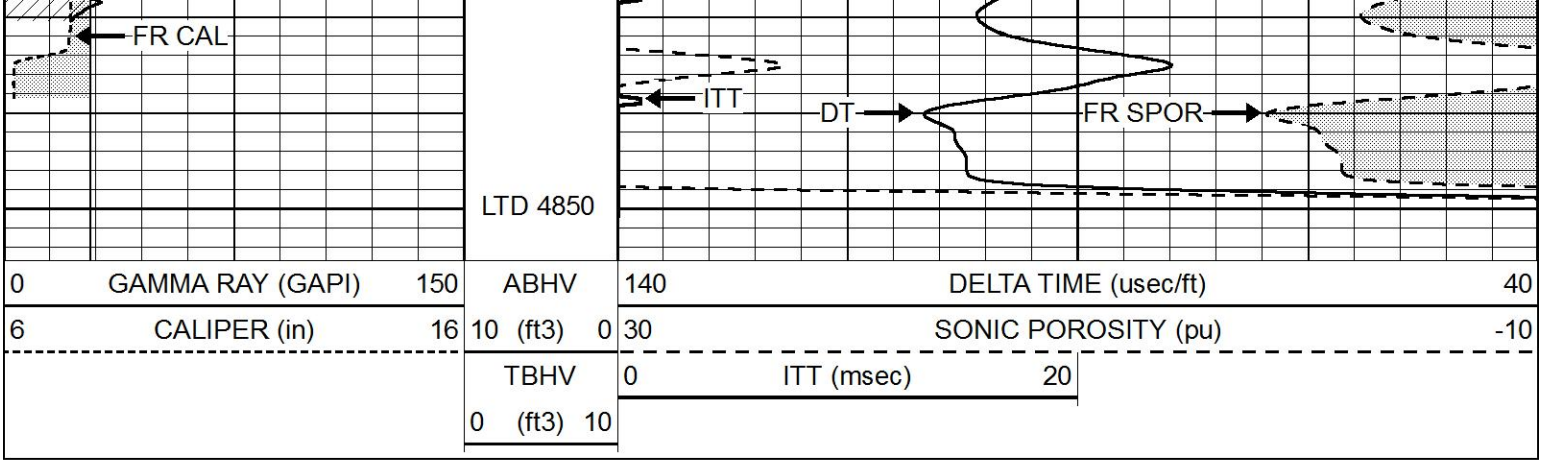 FR CAL
ITT
DT
FR SPOR
LTD 4850
0 GAMMA RAY (GAPI) 150 ABHV 140 DELTA TIME (usec/ft) 40
6 CALIPER (in) 16 10 (ft3) 0 30 SONIC POROSITY (pu) -10
TBHV 0 ITT (msec) 20
0 (ft3) 10